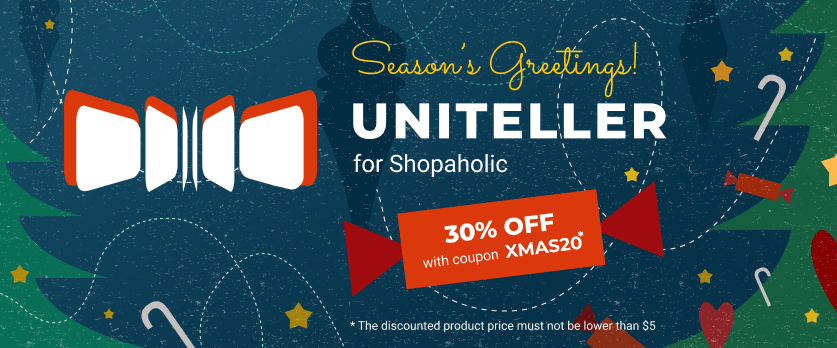 Season's Greetings!
UNITELLER
for Shopaholic
30% OFF
with coupon XMAS20*
* The discounted product price must not be lower than $5